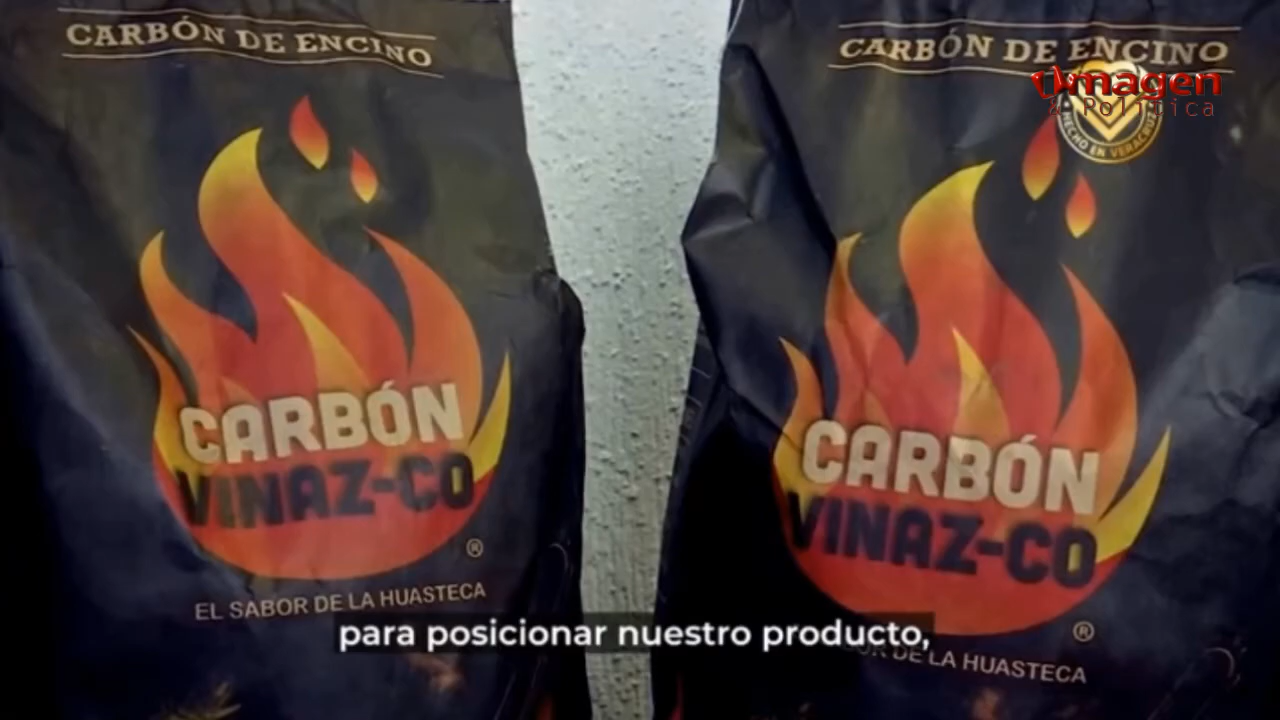 CARBÓN DE ENCINO
CARBÓN
VINAZ-CO
®
EL SABOR DE LA HUASTECA
CARBÓN DE ENCINO
Imagen
& Política
HECHO EN VERACRUZ
CARBÓN
VINAZ-CO
®
DE LA HUASTECA
para posicionar nuestro producto,